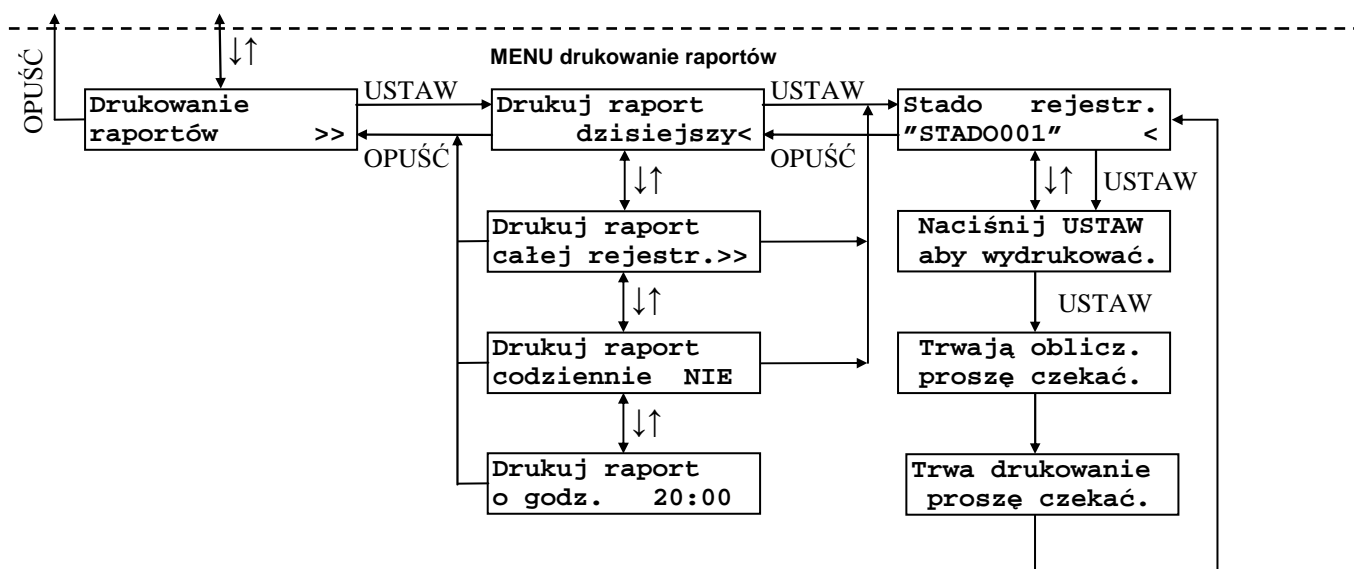 OPUŚĆ
↓↑
MENU drukowanie raportów
Drukowanie
raportów >>
USTAW
OPUŚĆ
Drukuj raport
dzisiejszy<
USTAW
OPUŚĆ
Stado rejestr.
″STADO001″ <
↓↑
↓↑ USTAW
Drukuj raport
całej rejestr.>>
Naciśnij USTAW
aby wydrukować.
↓↑
USTAW
Drukuj raport
codziennie NIE
Trwają oblicz.
proszę czekać.
↓↑
Drukuj raport
o godz. 20:00
Trwa drukowanie
proszę czekać.